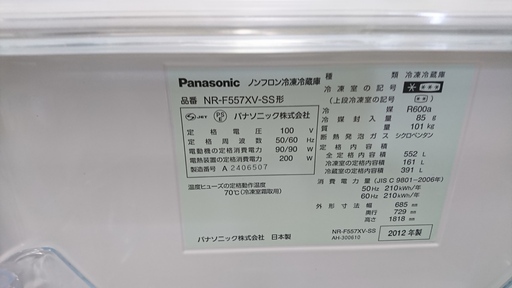 Panasonic ノンフロン冷凍冷蔵庫
品番 NR-F557XV-SS形
JET PSE パナソニック株式会社
定格電圧 100 V
定格周波数 50/60 Hz
電動機の定格消費電力 90/90 W
電熱装置の定格消費電力 200 W
製造番号 A 2406507
温度ヒューズの定格動作温度
70℃(冷凍室霜取用)
パナソニック株式会社 日本製
種類 冷凍冷蔵庫
冷凍室の記号
(上段冷凍室の記号)
冷媒 R600a
冷媒封入量 85 g
質量 101 kg
断熱発泡ガス シクロペンタン
定格内容積
全定格内容積 552 L
冷凍室の定格内容積 161 L
冷蔵室の定格内容積 391 L
消費電力量(JIS C 9801-2006年)
50Hz 210kWh/年
60Hz 210kWh/年
外形寸法 幅 685 mm
奥行 729 mm
高さ 1818 mm
NR-F557XV-SS
AH-300610
2012年製